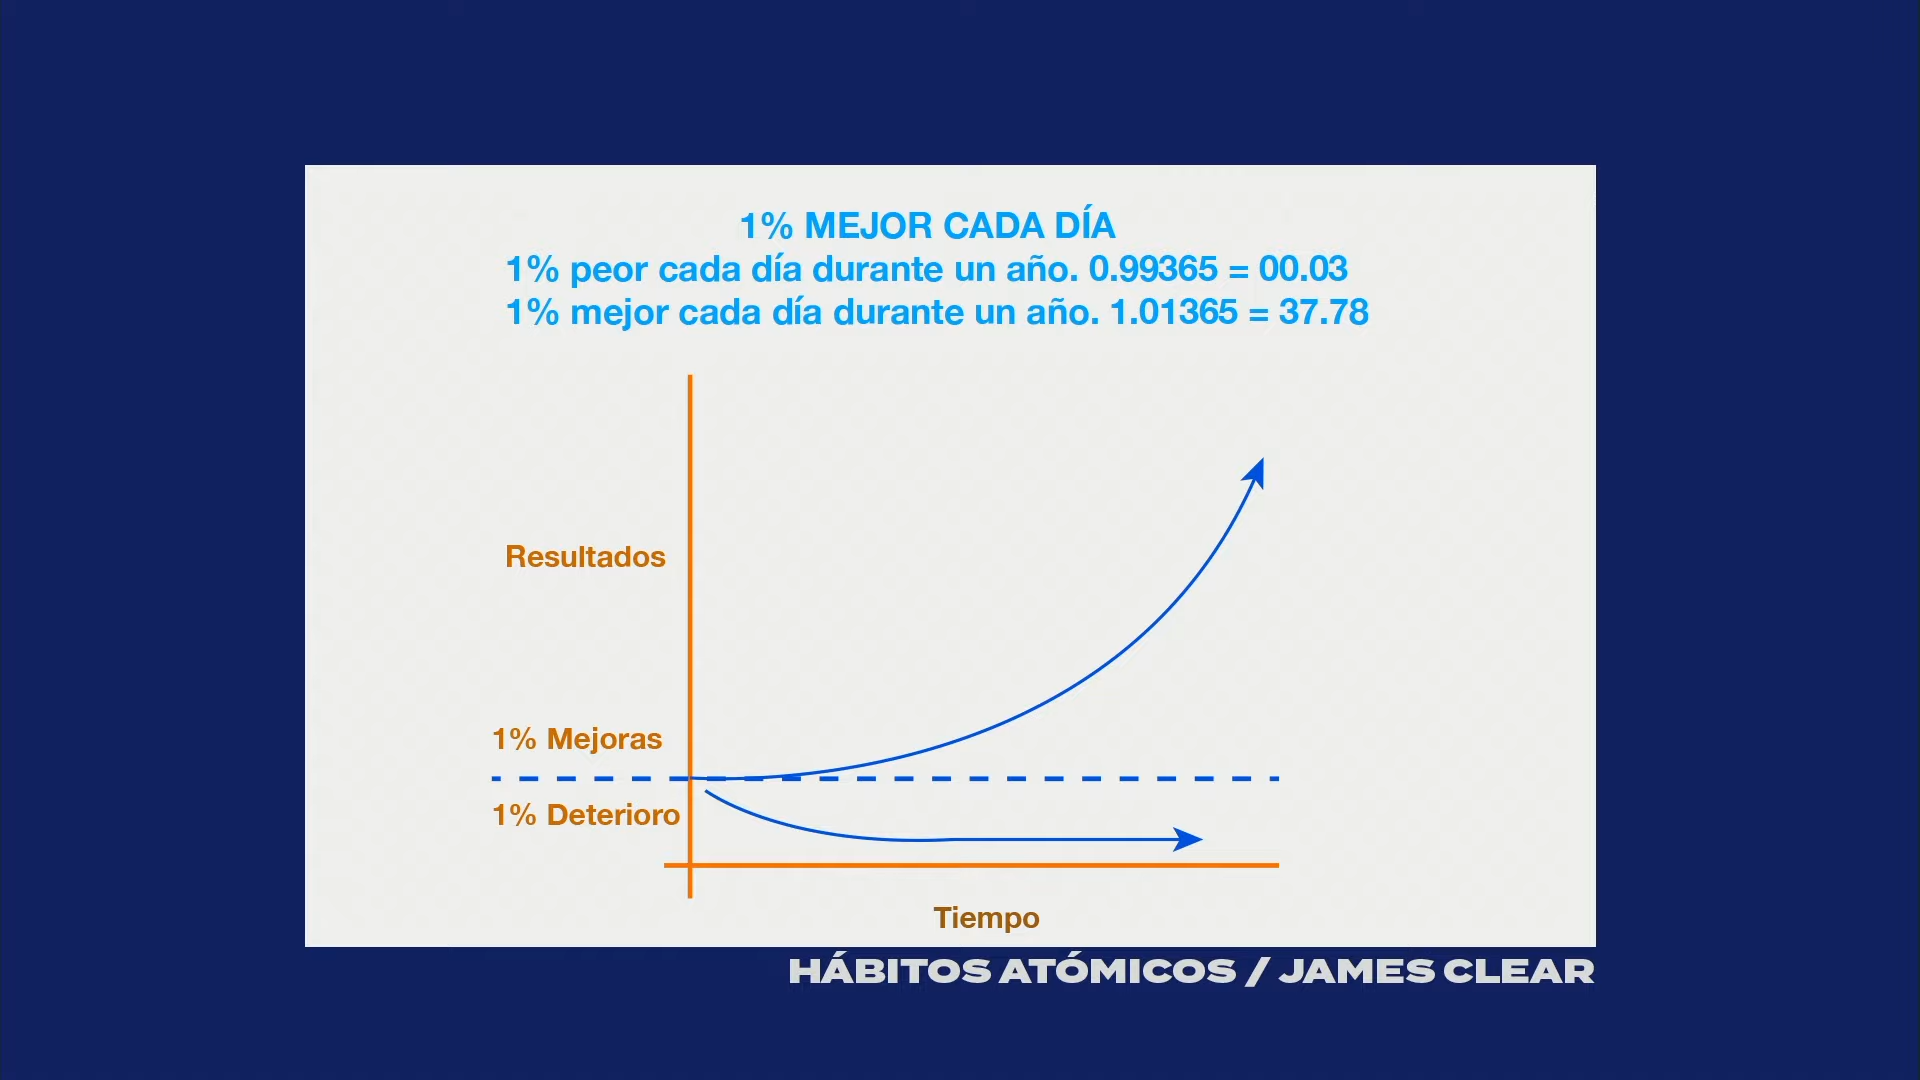 1% MEJOR CADA DÍA
1% peor cada día durante un año. 0.99365 = 00.03
1% mejor cada día durante un año. 1.01365 = 37.78
Resultados
1% Mejoras
1% Deterioro
Tiempo
HÁBITOS ATÓMICOS / JAMES CLEAR